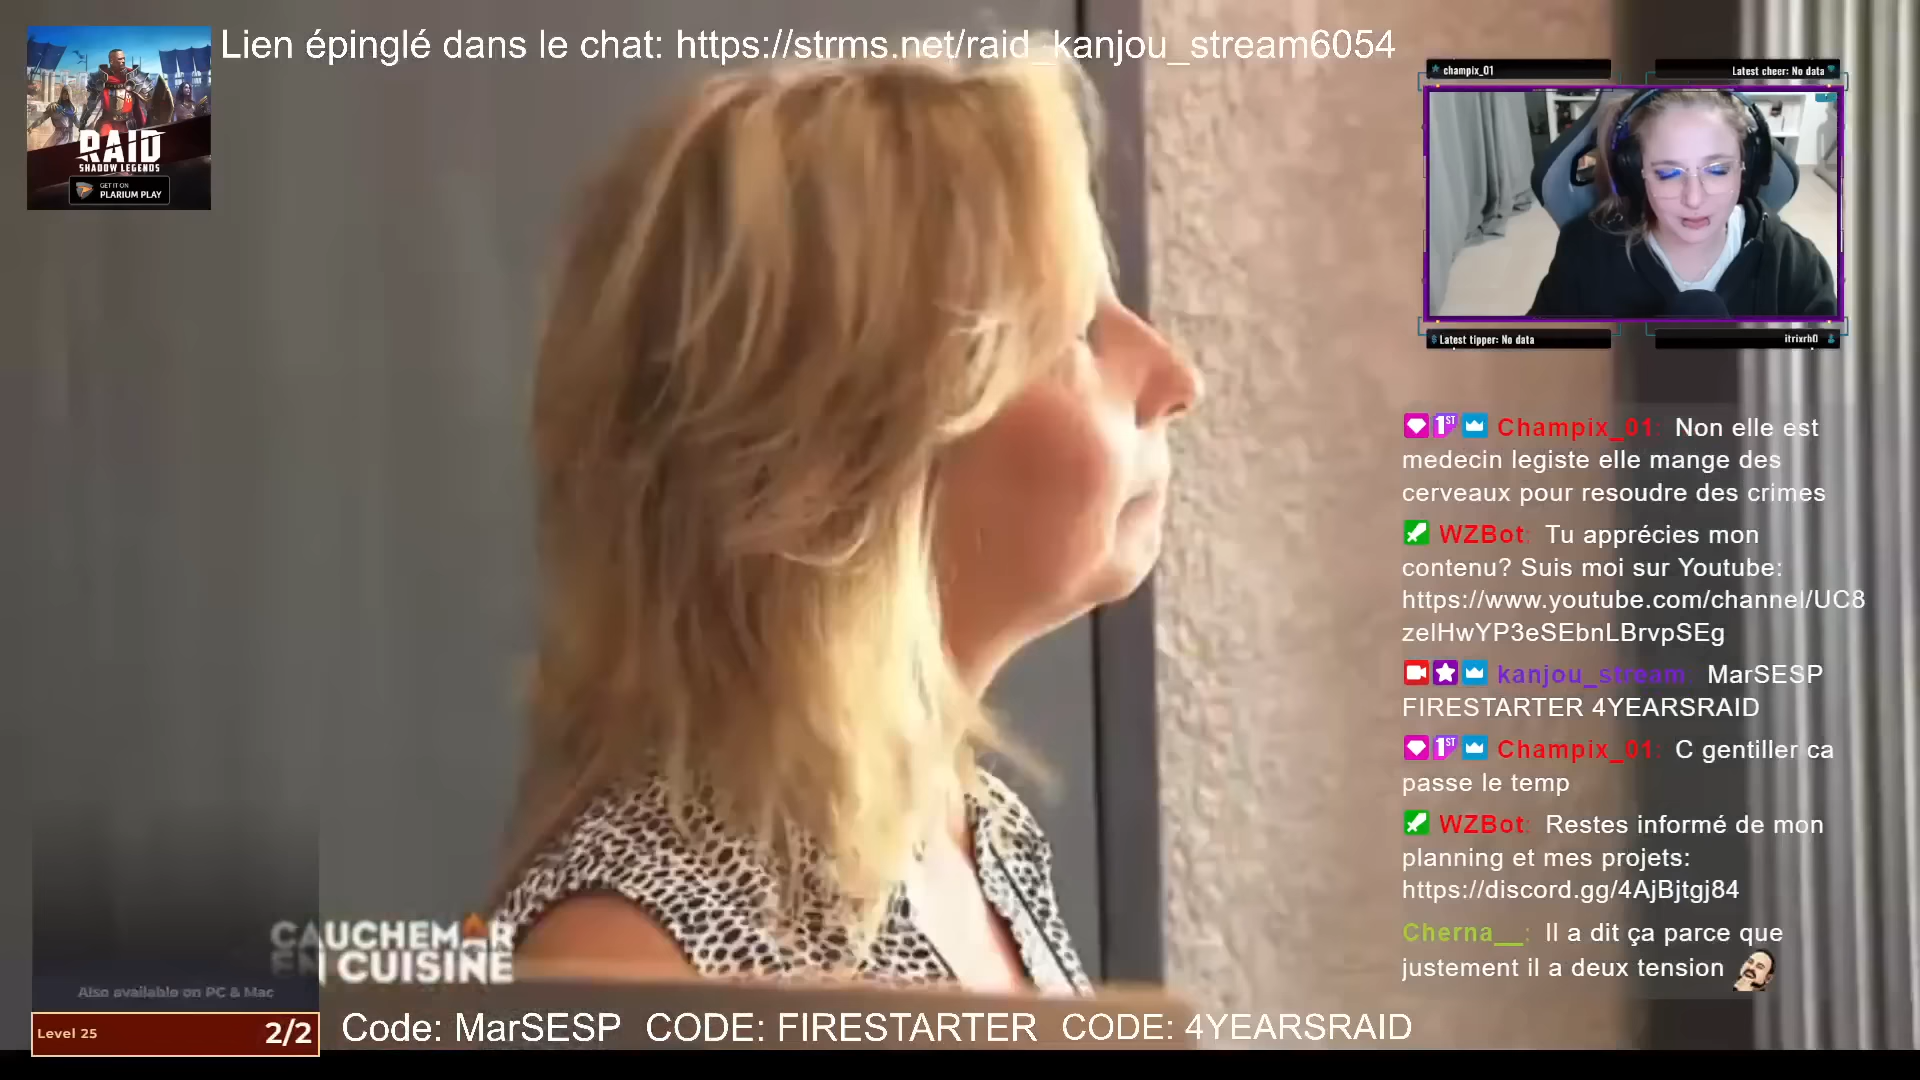 Lien épinglé dans le chat: https://strms.net/raid_kanjou_stream6054
RAID
SHADOW LEGENDS
GET IT ON
PLARIUM PLAY
champix_01
Latest cheer: No data
Latest tipper: No data
itrixrh0
Champix_01: Non elle est
medecin legiste elle mange des
cerveaux pour resoudre des crimes
WZBot: Tu apprécies mon
contenu? Suis moi sur Youtube:
https://www.youtube.com/channel/UC8
zelHwYP3eSEbnLBrvpSEg
kanjou_stream: MarSESP
FIRESTARTER 4YEARSRAID
Champix_01: C gentiller ca
passe le temp
WZBot: Restes informé de mon
planning et mes projets:
https://discord.gg/4AjBjtgj84
Cherna__: Il a dit ça parce que
justement il a deux tension
CAUCHEMAR
EN CUISINE
Also available on PC & Mac
Level 25
2/2
Code: MarSESP CODE: FIRESTARTER CODE: 4YEARSRAID